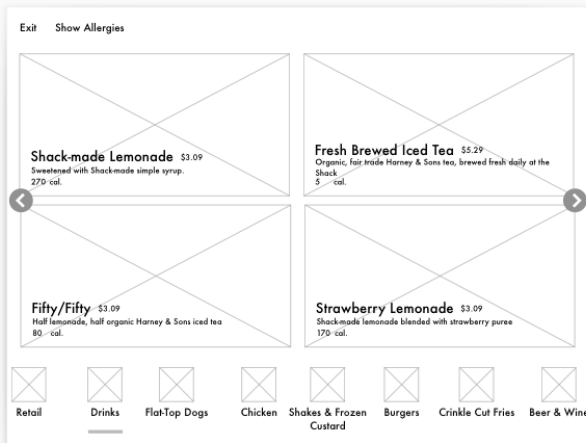 Exit Show Allergies
Shack-made Lemonade $3.09
Sweetened with Shack-made simple syrup.
270 cal.
Fresh Brewed Iced Tea $5.29
Organic, fair trade Harney & Sons tea, brewed fresh daily at the
Shack
5 cal.
Fifty/Fifty $3.09
Half lemonade, half organic Harney & Sons iced tea
80 cal.
Strawberry Lemonade $3.09
Shack-made lemonade blended with strawberry puree
170 cal.
Retail Drinks Flat-Top Dogs Chicken Shakes & Frozen Burgers Crinkle Cut Fries Beer & Wine
Custard